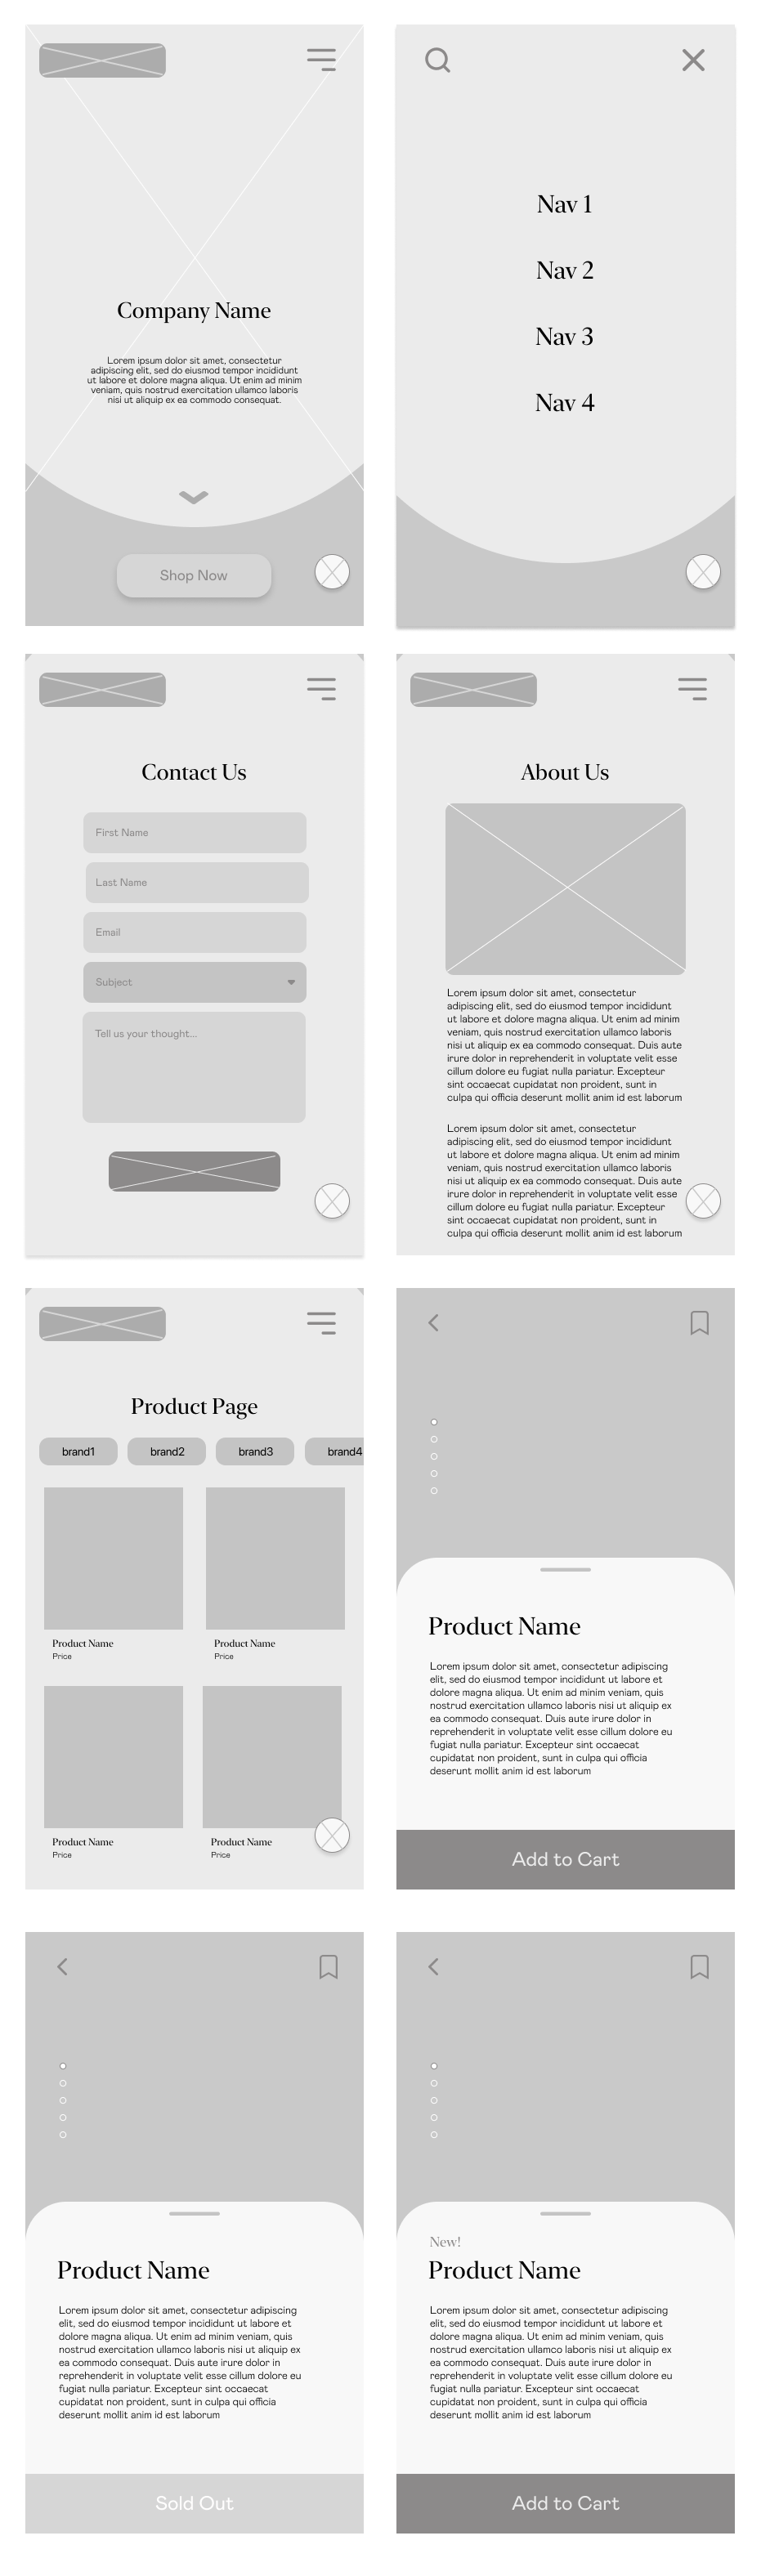 Company Name
Lorem ipsum dolor sit amet, consectetur
adipiscing elit, sed do eiusmod tempor incididunt
ut labore et dolore magna aliqua. Ut enim ad minim
veniam, quis nostrud exercitation ullamco laboris
nisi ut aliquip ex ea commodo consequat.
Shop Now
Nav 1
Nav 2
Nav 3
Nav 4
Contact Us
First Name
Last Name
Email
Subject
Tell us your thought...
About Us
Lorem ipsum dolor sit amet, consectetur
adipiscing elit, sed do eiusmod tempor incididunt
ut labore et dolore magna aliqua. Ut enim ad minim
veniam, quis nostrud exercitation ullamco laboris
nisi ut aliquip ex ea commodo consequat. Duis aute
irure dolor in reprehenderit in voluptate velit esse
cillum dolore eu fugiat nulla pariatur. Excepteur
sint occaecat cupidatat non proident, sunt in
culpa qui officia deserunt mollit anim id est laborum
Lorem ipsum dolor sit amet, consectetur
adipiscing elit, sed do eiusmod tempor incididunt
ut labore et dolore magna aliqua. Ut enim ad minim
veniam, quis nostrud exercitation ullamco laboris
nisi ut aliquip ex ea commodo consequat. Duis aute
irure dolor in reprehenderit in voluptate velit esse
cillum dolore eu fugiat nulla pariatur. Excepteur
sint occaecat cupidatat non proident, sunt in
culpa qui officia deserunt mollit anim id est laborum
Product Page
brand1 brand2 brand3 brand4
Product Name Product Name
Price Price
Product Name Product Name
Price Price
Product Name
Lorem ipsum dolor sit amet, consectetur adipiscing
elit, sed do eiusmod tempor incididunt ut labore et
dolore magna aliqua. Ut enim ad minim veniam, quis
nostrud exercitation ullamco laboris nisi ut aliquip ex
ea commodo consequat. Duis aute irure dolor in
reprehenderit in voluptate velit esse cillum dolore eu
fugiat nulla pariatur. Excepteur sint occaecat
cupidatat non proident, sunt in culpa qui officia
deserunt mollit anim id est laborum
Add to Cart
Product Name
Lorem ipsum dolor sit amet, consectetur adipiscing
elit, sed do eiusmod tempor incididunt ut labore et
dolore magna aliqua. Ut enim ad minim veniam, quis
nostrud exercitation ullamco laboris nisi ut aliquip ex
ea commodo consequat. Duis aute irure dolor in
reprehenderit in voluptate velit esse cillum dolore eu
fugiat nulla pariatur. Excepteur sint occaecat
cupidatat non proident, sunt in culpa qui officia
deserunt mollit anim id est laborum
Sold Out
New!
Product Name
Lorem ipsum dolor sit amet, consectetur adipiscing
elit, sed do eiusmod tempor incididunt ut labore et
dolore magna aliqua. Ut enim ad minim veniam, quis
nostrud exercitation ullamco laboris nisi ut aliquip ex
ea commodo consequat. Duis aute irure dolor in
reprehenderit in voluptate velit esse cillum dolore eu
fugiat nulla pariatur. Excepteur sint occaecat
cupidatat non proident, sunt in culpa qui officia
deserunt mollit anim id est laborum
Add to Cart